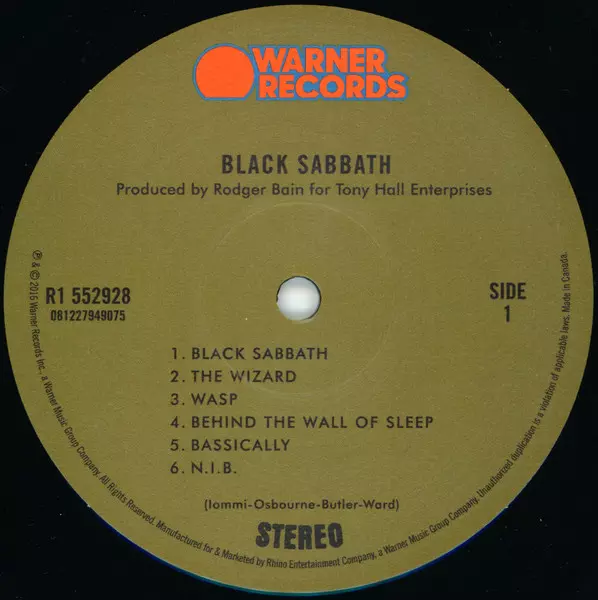 WARNER
RECORDS
BLACK SABBATH
Produced by Rodger Bain for Tony Hall Enterprises
R1 552928
081227949075
SIDE
1
1. BLACK SABBATH
2. THE WIZARD
3. WASP
4. BEHIND THE WALL OF SLEEP
5. BASSICALLY
6. N.I.B.
(Iommi-Osbourne-Butler-Ward)
STEREO
℗ & © 2016 Warner Records Inc., a Warner Music Group Company. All Rights Reserved. Manufactured for & Marketed by Rhino Entertainment Company, a Warner Music Group Company. Unauthorized duplication is a violation of applicable laws. Made in Canada.